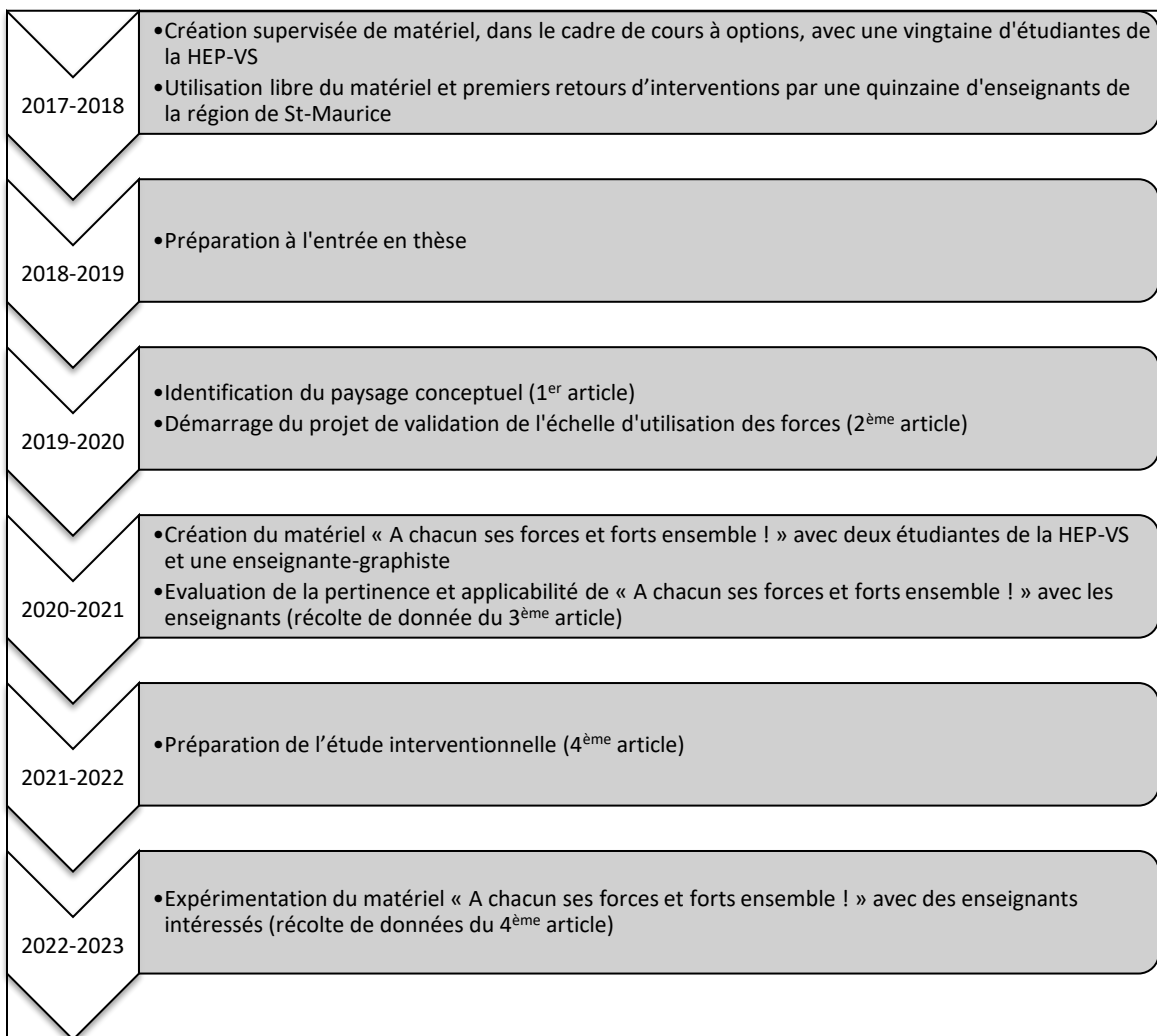 •Création supervisée de matériel, dans le cadre de cours à options, avec une vingtaine d'étudiantes de
la HEP-VS
2017-2018
•Utilisation libre du matériel et premiers retours d’interventions par une quinzaine d'enseignants de
la région de St-Maurice
•Préparation à l'entrée en thèse
2018-2019
•Identification du paysage conceptuel (1er article)
•Démarrage du projet de validation de l'échelle d'utilisation des forces (2ème article)
2019-2020
•Création du matériel « A chacun ses forces et forts ensemble ! » avec deux étudiantes de la HEP-VS
et une enseignante-graphiste
2020-2021
•Evaluation de la pertinence et applicabilité de « A chacun ses forces et forts ensemble ! » avec les
enseignants (récolte de donnée du 3ème article)
•Préparation de l’étude interventionnelle (4ème article)
2021-2022
•Expérimentation du matériel « A chacun ses forces et forts ensemble ! » avec des enseignants
intéressés (récolte de données du 4ème article)
2022-2023